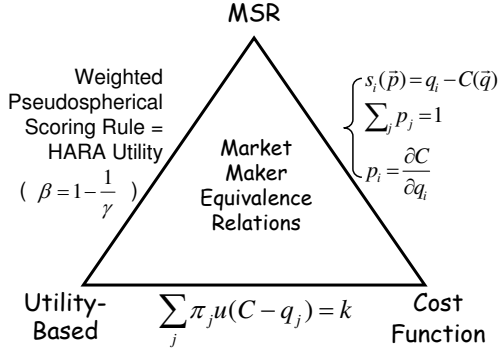 MSR
Weighted
Pseudospherical
Scoring Rule =
HARA Utility
( β = 1 − 1/γ )
s_i(p⃗) = q_i − C(q⃗)
∑_j p_j = 1
p_i = ∂C/∂q_i
Market
Maker
Equivalence
Relations
Utility-
Based
∑_j π_j u(C − q_j) = k
Cost
Function